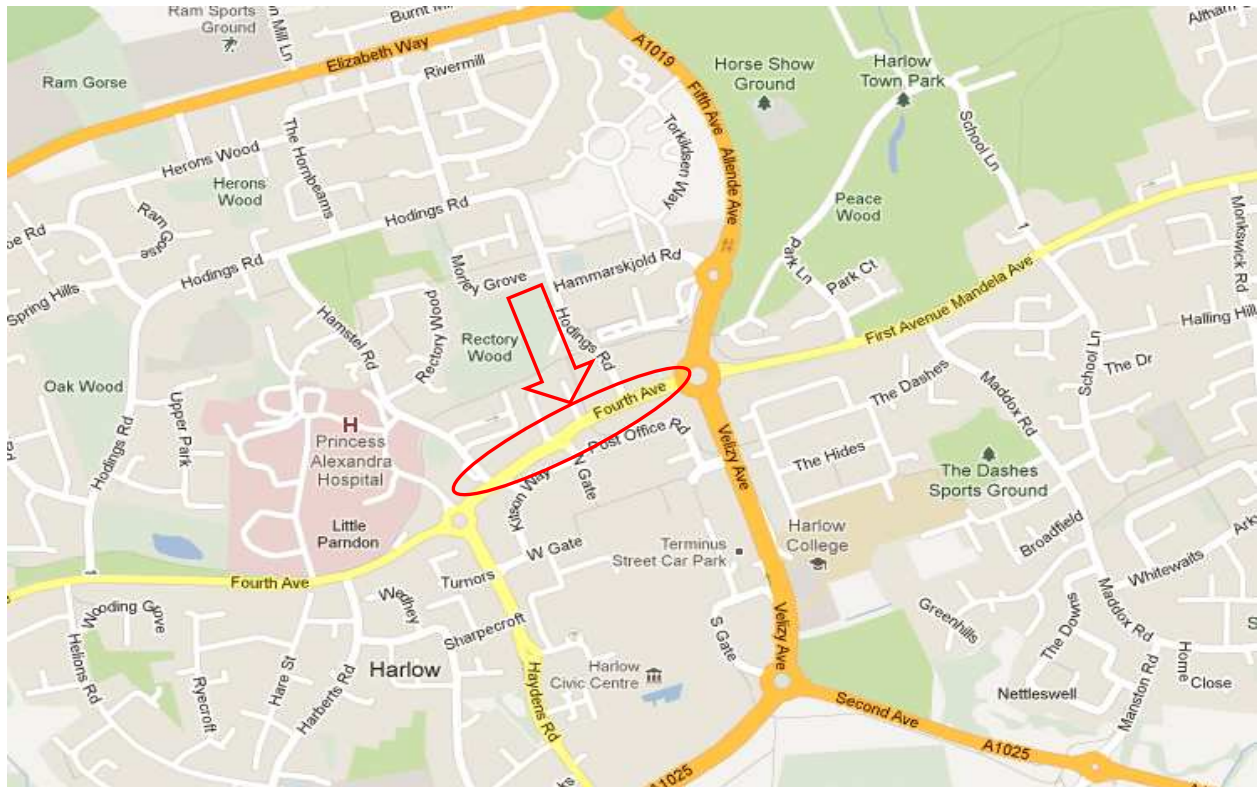 Ram Sports
Ground
Mill Ln
Burnt
Elizabeth Way
A1019
Rivermill
Ram Gorse
Horse Show
Ground
Harlow
Town Park
Altham
School Ln
Fifth Ave
Allende Ave
Torkildsen Way
The Hornbeams
Herons Wood
Herons
Wood
Hodings Rd
Ram Gorse
Peace
Wood
Monkswick Rd
Hodings Rd
Morley Grove
Hammarskjold Rd
Park Ln
Park Ct
First Avenue Mandela Ave
Spring Hills
Hamstel Rd
Rectory Wood
Rectory
Wood
Hodings Rd
Halling Hill
School Ln
The Dr
Oak Wood
Upper Park
The Dashes
Maddox Rd
Fourth Ave
H
Princess
Alexandra
Hospital
Hodings Rd
Post Office Rd
Velizy Ave
The Hides
The Dashes
Sports Ground
N Gate
Kitson Way
Little
Parndon
W Gate
Terminus
Street Car Park
Harlow
College
Broadfield
Whitewaits
Fourth Ave
Turnors
Wedhey
Sharpecroft
Helions Rd
Ryecroft
Hare St
Harberts Rd
Harlow
Haydens Rd
Harlow
Civic Centre
S Gate
Velizy Ave
Greenhills
The Downs
Maddox Rd
Home
Close
Nettleswell
Manston Rd
Second Ave
A1025
A1025